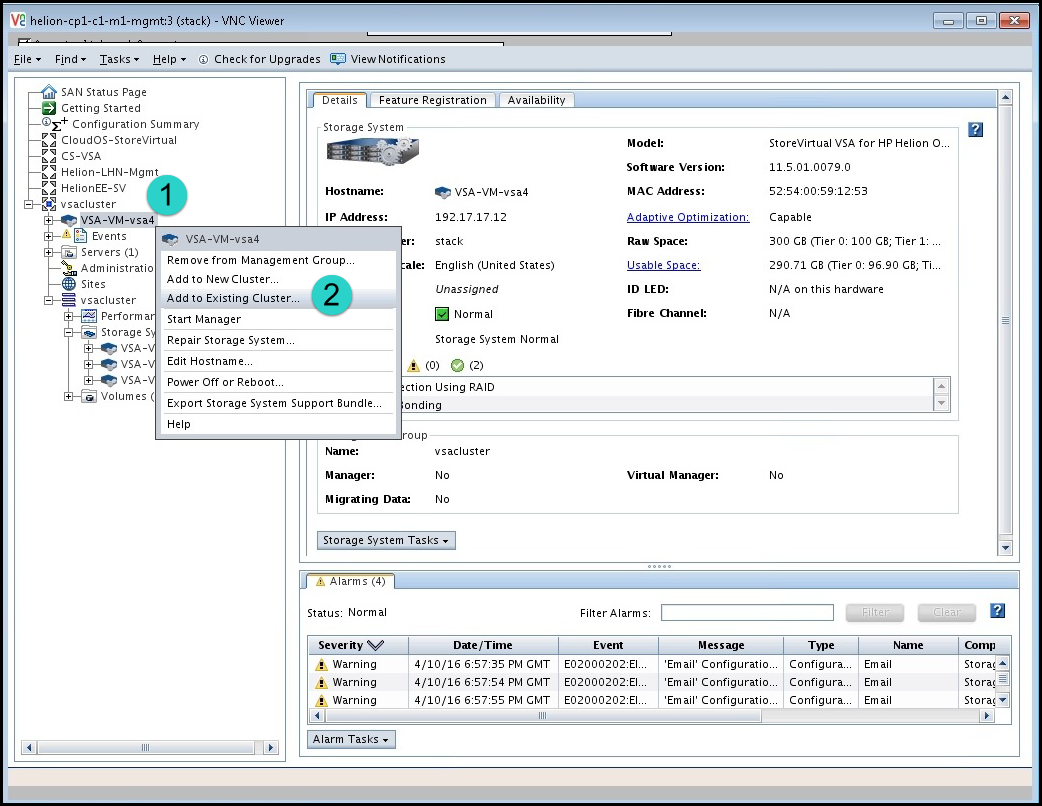 helion-cp1-c1-m1-mgmt:3 (stack) - VNC Viewer
File Find Tasks Help Check for Upgrades View Notifications
SAN Status Page
Getting Started
Configuration Summary
CloudOS-StoreVirtual
CS-VSA
Helion-LHN-Mgmt
HelionEE-SV
vsacluster
1
VSA-VM-vsa4
Events
Servers (1)
Administratio
Sites
vsacluster
Performar
Storage Sy
VSA-V
VSA-V
VSA-V
Volumes (
VSA-VM-vsa4
Remove from Management Group...
Add to New Cluster...
Add to Existing Cluster...
2
Start Manager
Repair Storage System...
Edit Hostname...
Power Off or Reboot...
Export Storage System Support Bundle...
Help
Details Feature Registration Availability
Storage System
Model: StoreVirtual VSA for HP Helion O...
Software Version: 11.5.01.0079.0
Hostname: VSA-VM-vsa4 MAC Address: 52:54:00:59:12:53
IP Address: 192.17.17.12 Adaptive Optimization: Capable
er: stack Raw Space: 300 GB (Tier 0: 100 GB; Tier 1: ...
cale: English (United States) Usable Space: 290.71 GB (Tier 0: 96.90 GB; Tie...
Unassigned ID LED: N/A on this hardware
Normal Fibre Channel: N/A
Storage System Normal
(0) (2)
ection Using RAID
Bonding
roup
Name: vsacluster
Manager: No Virtual Manager: No
Migrating Data: No
Storage System Tasks
Alarms (4)
Status: Normal Filter Alarms: Filter Clear
Severity Date/Time Event Message Type Name Comp
Warning 4/10/16 6:57:35 PM GMT E02000202:El... 'Email' Configuratio... Configura... Email Storag
Warning 4/10/16 6:57:54 PM GMT E02000202:El... 'Email' Configuratio... Configura... Email
Warning 4/10/16 6:57:55 PM GMT E02000202:El... 'Email' Configuratio... Configura... Email Storag
Alarm Tasks